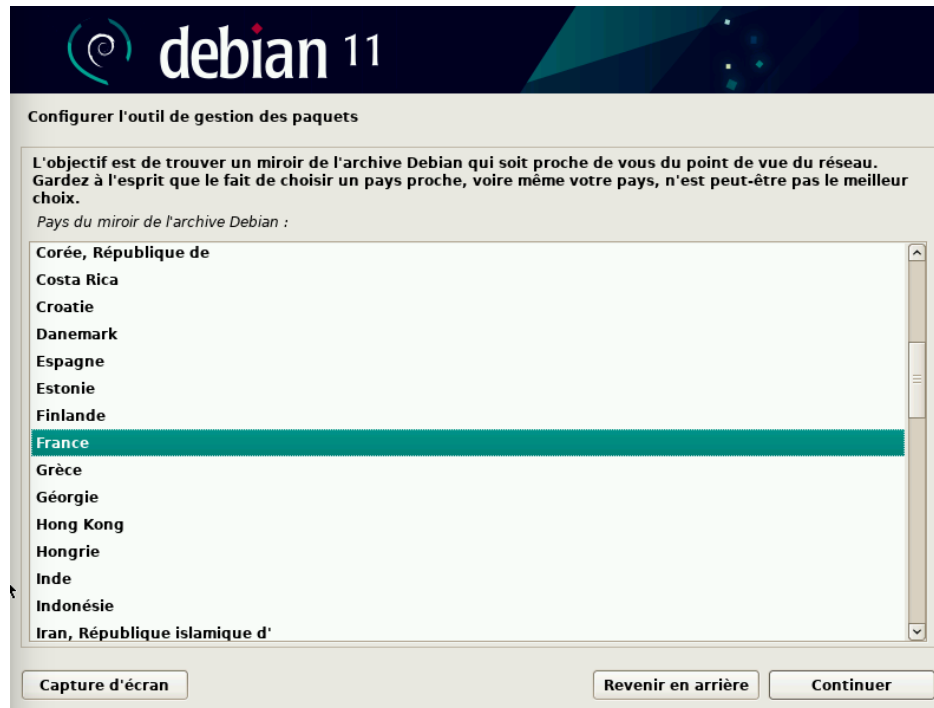 debian 11
Configurer l'outil de gestion des paquets
L'objectif est de trouver un miroir de l'archive Debian qui soit proche de vous du point de vue du réseau.
Gardez à l'esprit que le fait de choisir un pays proche, voire même votre pays, n'est peut-être pas le meilleur
choix.
Pays du miroir de l'archive Debian :
Corée, République de
Costa Rica
Croatie
Danemark
Espagne
Estonie
Finlande
France
Grèce
Géorgie
Hong Kong
Hongrie
Inde
Indonésie
Iran, République islamique d'
Capture d'écran
Revenir en arrière
Continuer